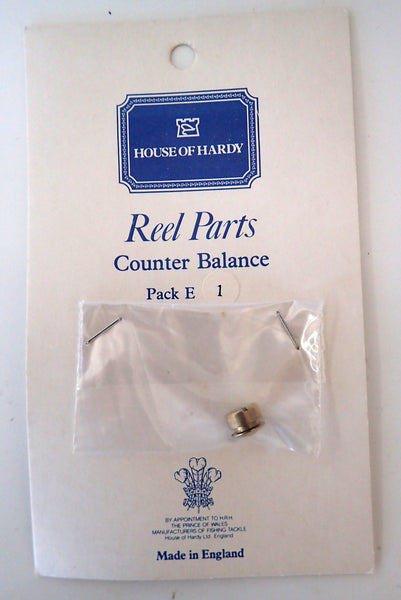 HOUSE OF HARDY
Reel Parts
Counter Balance
Pack E 1
BY APPOINTMENT TO H.R.H.
THE PRINCE OF WALES
MANUFACTURERS OF FISHING TACKLE
House of Hardy Ltd. England
Made in England